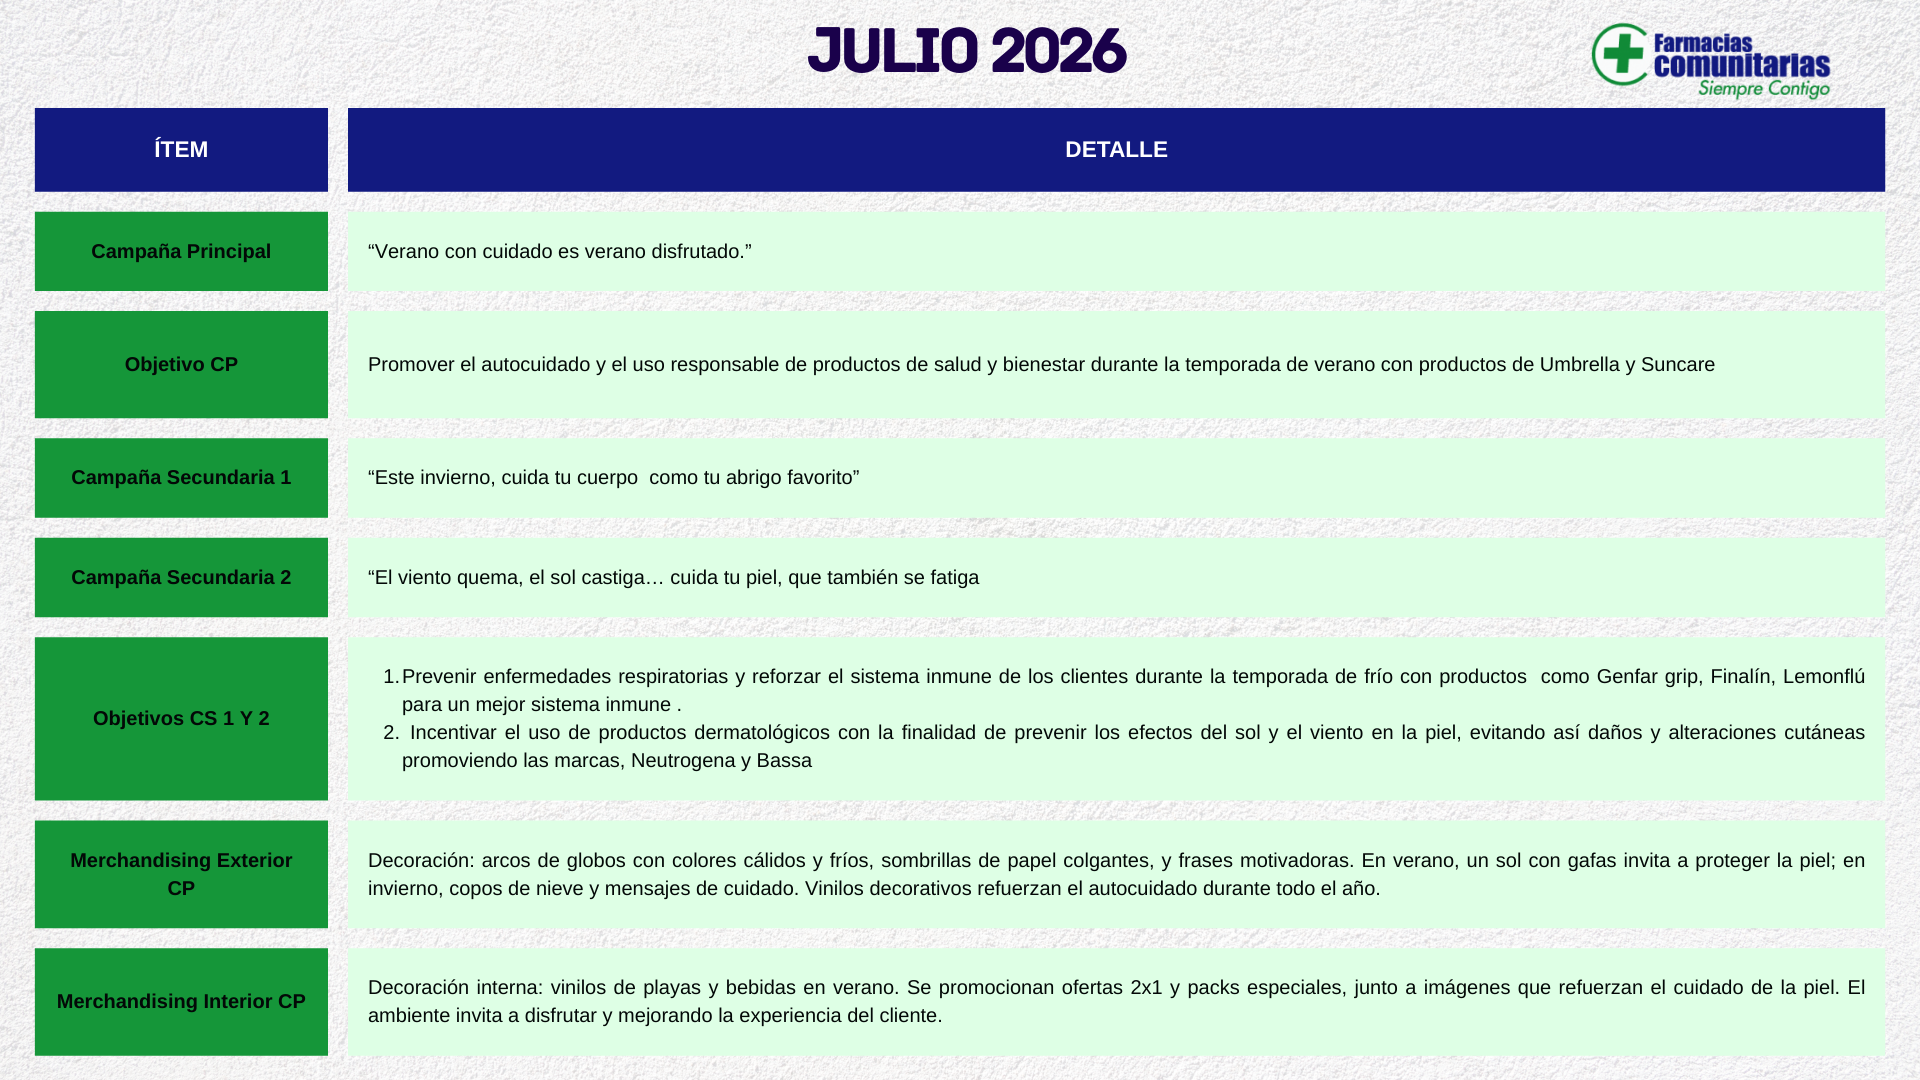 JULIO 2026
Farmacias
comunitarias
Siempre Contigo
ÍTEM
DETALLE
Campaña Principal
“Verano con cuidado es verano disfrutado.”
Objetivo CP
Promover el autocuidado y el uso responsable de productos de salud y bienestar durante la temporada de verano con productos de Umbrella y Suncare
Campaña Secundaria 1
“Este invierno, cuida tu cuerpo  como tu abrigo favorito”
Campaña Secundaria 2
“El viento quema, el sol castiga… cuida tu piel, que también se fatiga
Objetivos CS 1 Y 2
1. Prevenir enfermedades respiratorias y reforzar el sistema inmune de los clientes durante la temporada de frío con productos  como Genfar grip, Finalín, Lemonflú
para un mejor sistema inmune .
2.  Incentivar el uso de productos dermatológicos con la finalidad de prevenir los efectos del sol y el viento en la piel, evitando así daños y alteraciones cutáneas
promoviendo las marcas, Neutrogena y Bassa
Merchandising Exterior
CP
Decoración: arcos de globos con colores cálidos y fríos, sombrillas de papel colgantes, y frases motivadoras. En verano, un sol con gafas invita a proteger la piel; en
invierno, copos de nieve y mensajes de cuidado. Vinilos decorativos refuerzan el autocuidado durante todo el año.
Merchandising Interior CP
Decoración interna: vinilos de playas y bebidas en verano. Se promocionan ofertas 2x1 y packs especiales, junto a imágenes que refuerzan el cuidado de la piel. El
ambiente invita a disfrutar y mejorando la experiencia del cliente.